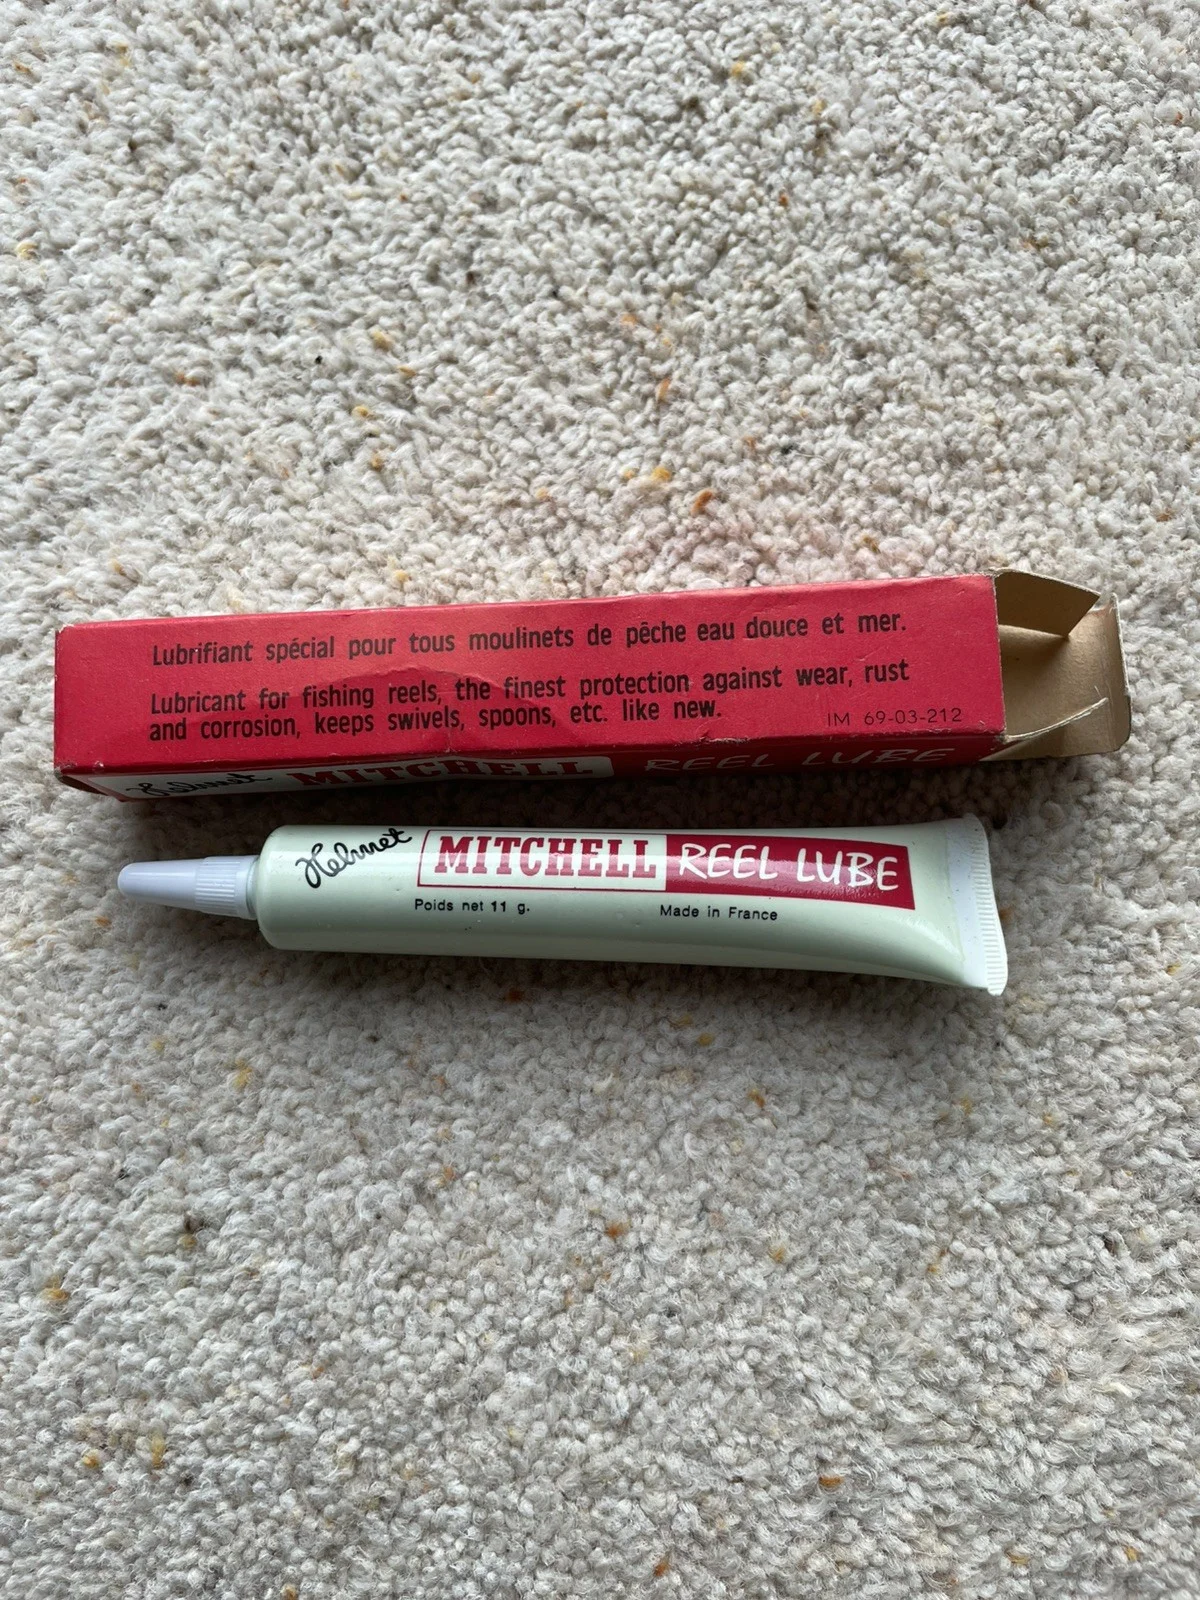 Lubrifiant spécial pour tous moulinets de pêche eau douce et mer.
Lubricant for fishing reels, the finest protection against wear, rust
and corrosion, keeps swivels, spoons, etc. like new.
IM 69-03-212
Helmet MITCHELL REEL LUBE
Helmet MITCHELL REEL LUBE
Poids net 11 g. Made in France